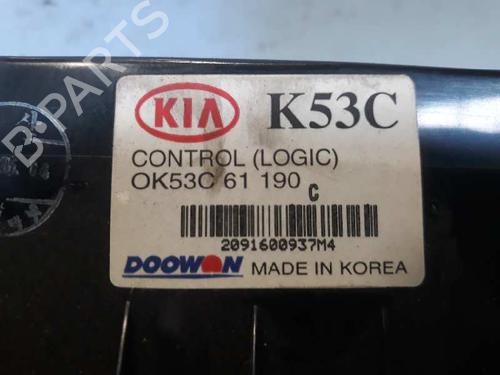 KIA K53C
CONTROL (LOGIC)
OK53C 61 190
C
2091600937M4
DOOWON MADE IN KOREA
B-PARTS